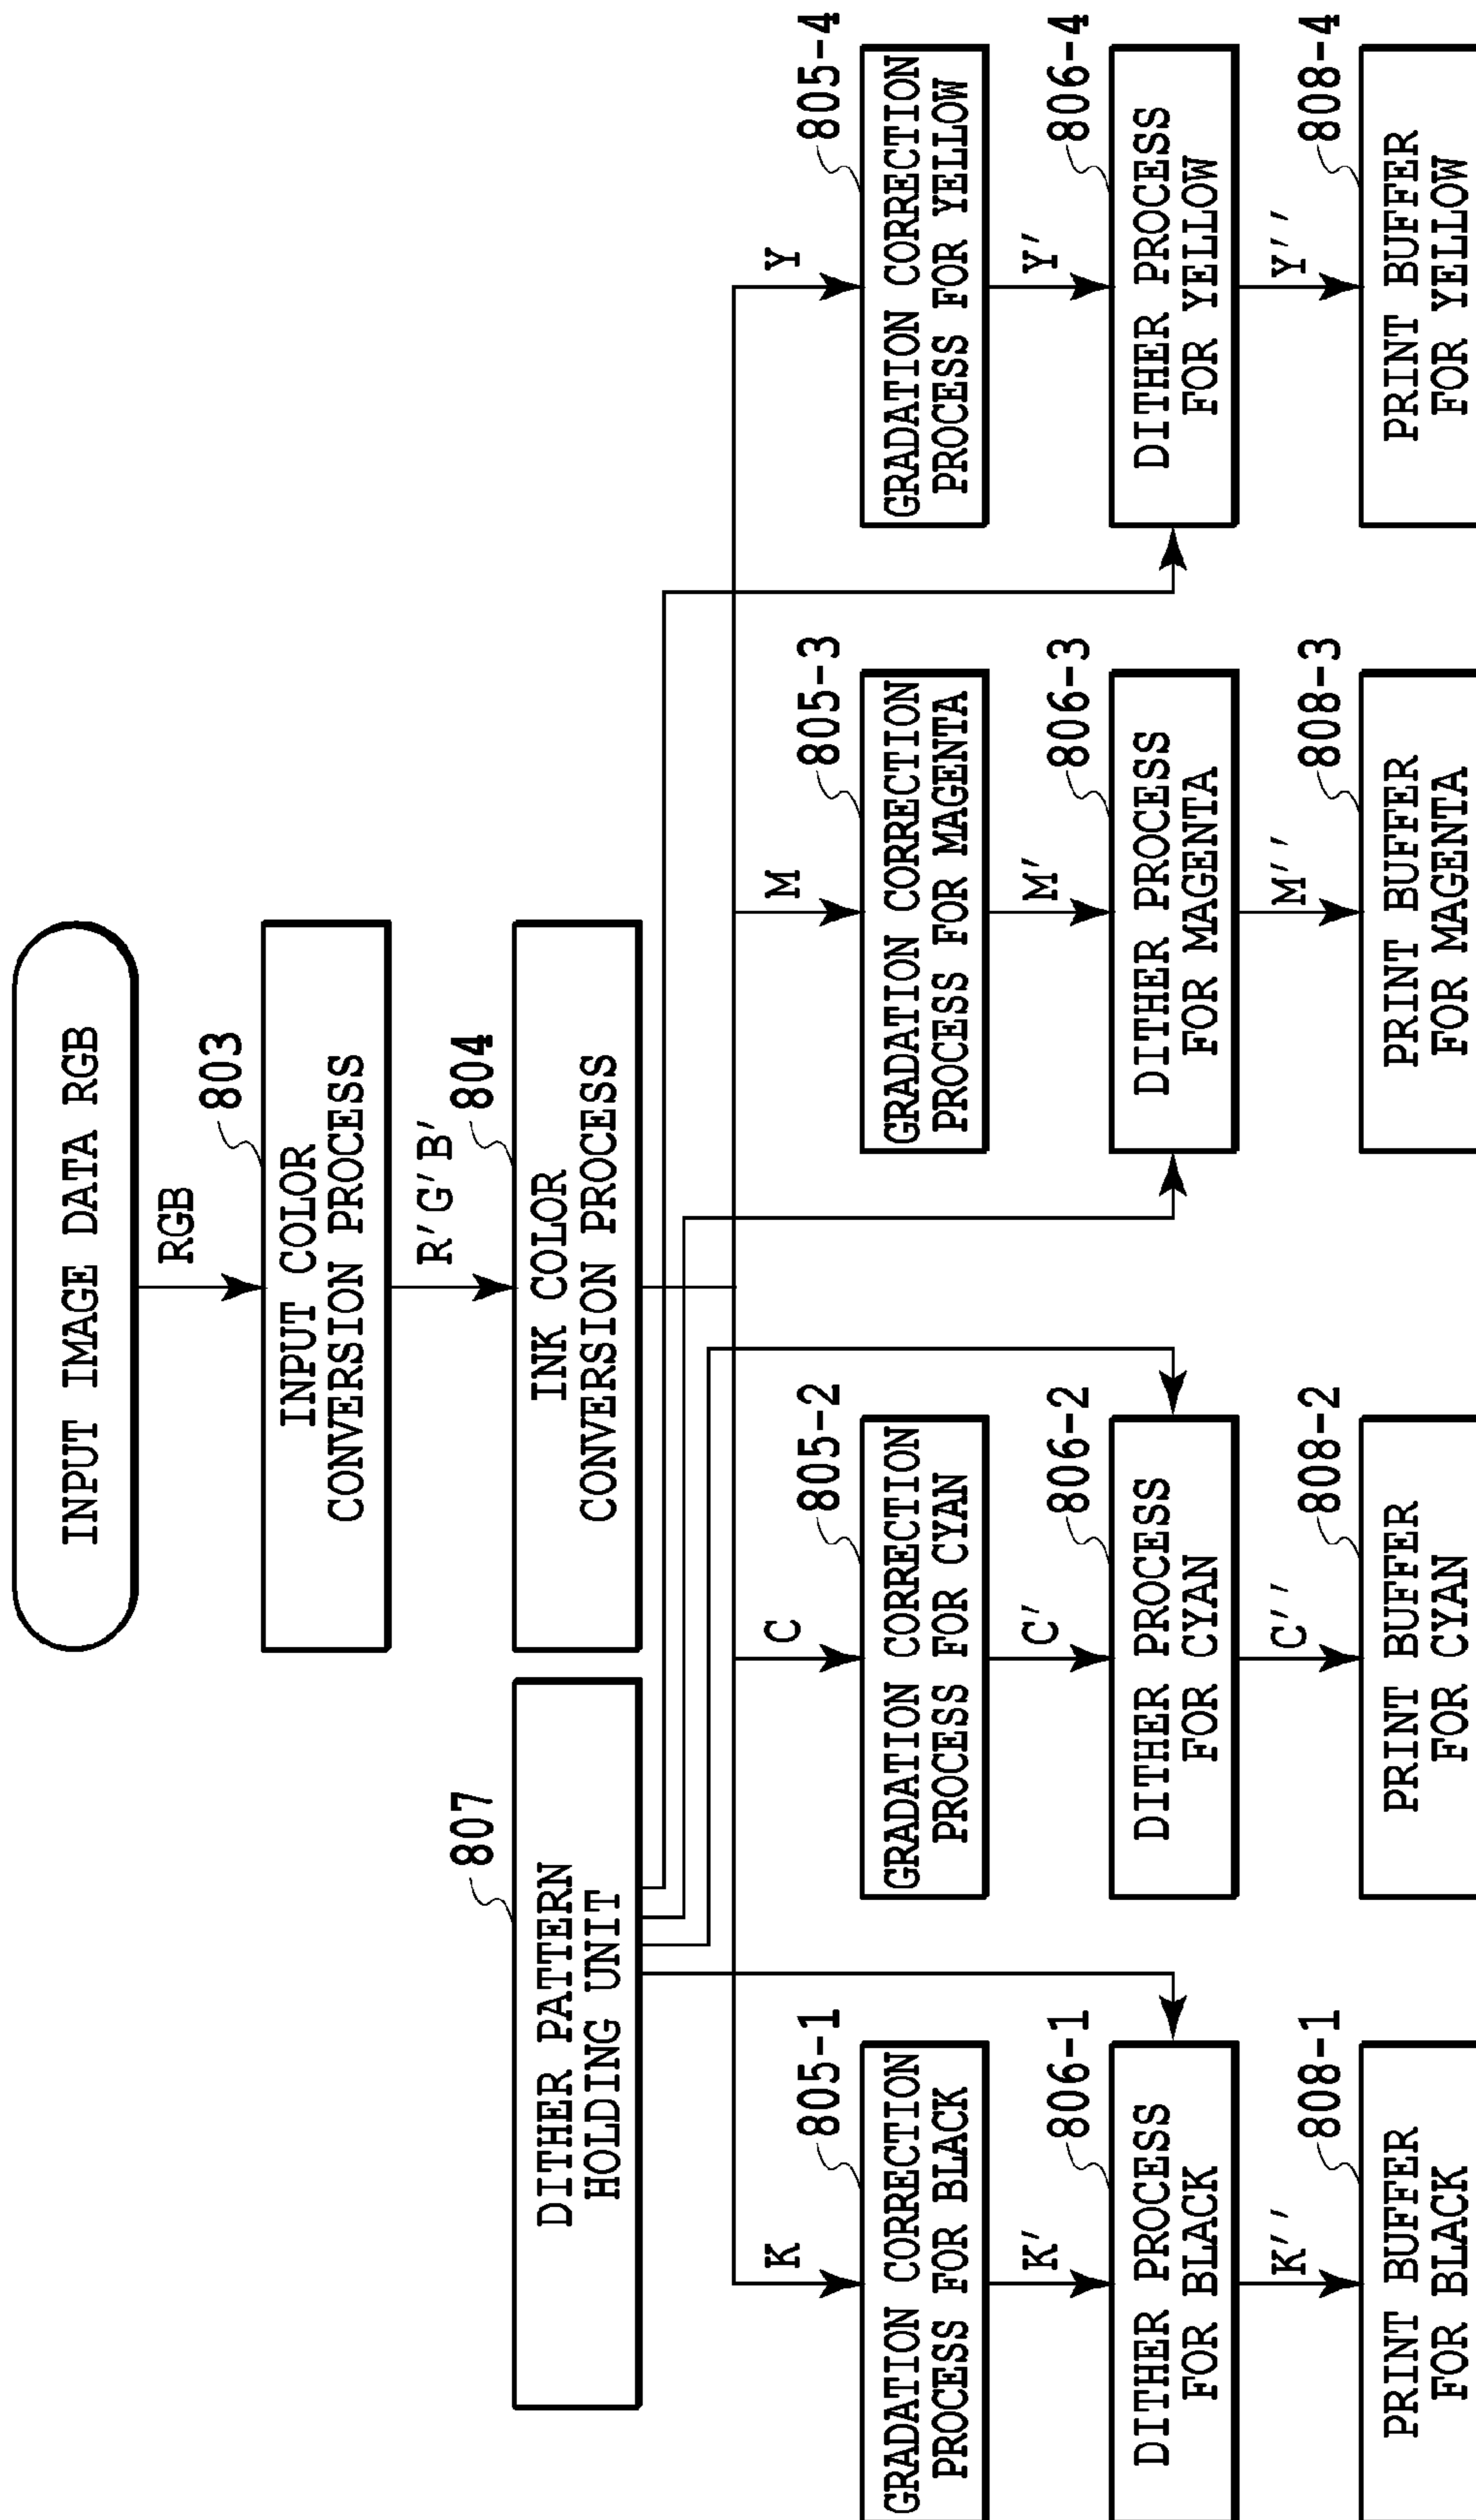 INPUT IMAGE DATA RGB
RGB
803
INPUT COLOR
CONVERSION PROCESS
R'G'B'
807
804
DITHER PATTERN
HOLDING UNIT
INK COLOR
CONVERSION PROCESS
K
805-1
C
805-2
M
805-3
Y
805-4
GRADATION CORRECTION
PROCESS FOR BLACK
GRADATION CORRECTION
PROCESS FOR CYAN
GRADATION CORRECTION
PROCESS FOR MAGENTA
GRADATION CORRECTION
PROCESS FOR YELLOW
K'
806-1
C'
806-2
M'
806-3
Y'
806-4
DITHER PROCESS
FOR BLACK
DITHER PROCESS
FOR CYAN
DITHER PROCESS
FOR MAGENTA
DITHER PROCESS
FOR YELLOW
K''
808-1
C''
808-2
M''
808-3
Y''
808-4
PRINT BUFFER
FOR BLACK
PRINT BUFFER
FOR CYAN
PRINT BUFFER
FOR MAGENTA
PRINT BUFFER
FOR YELLOW